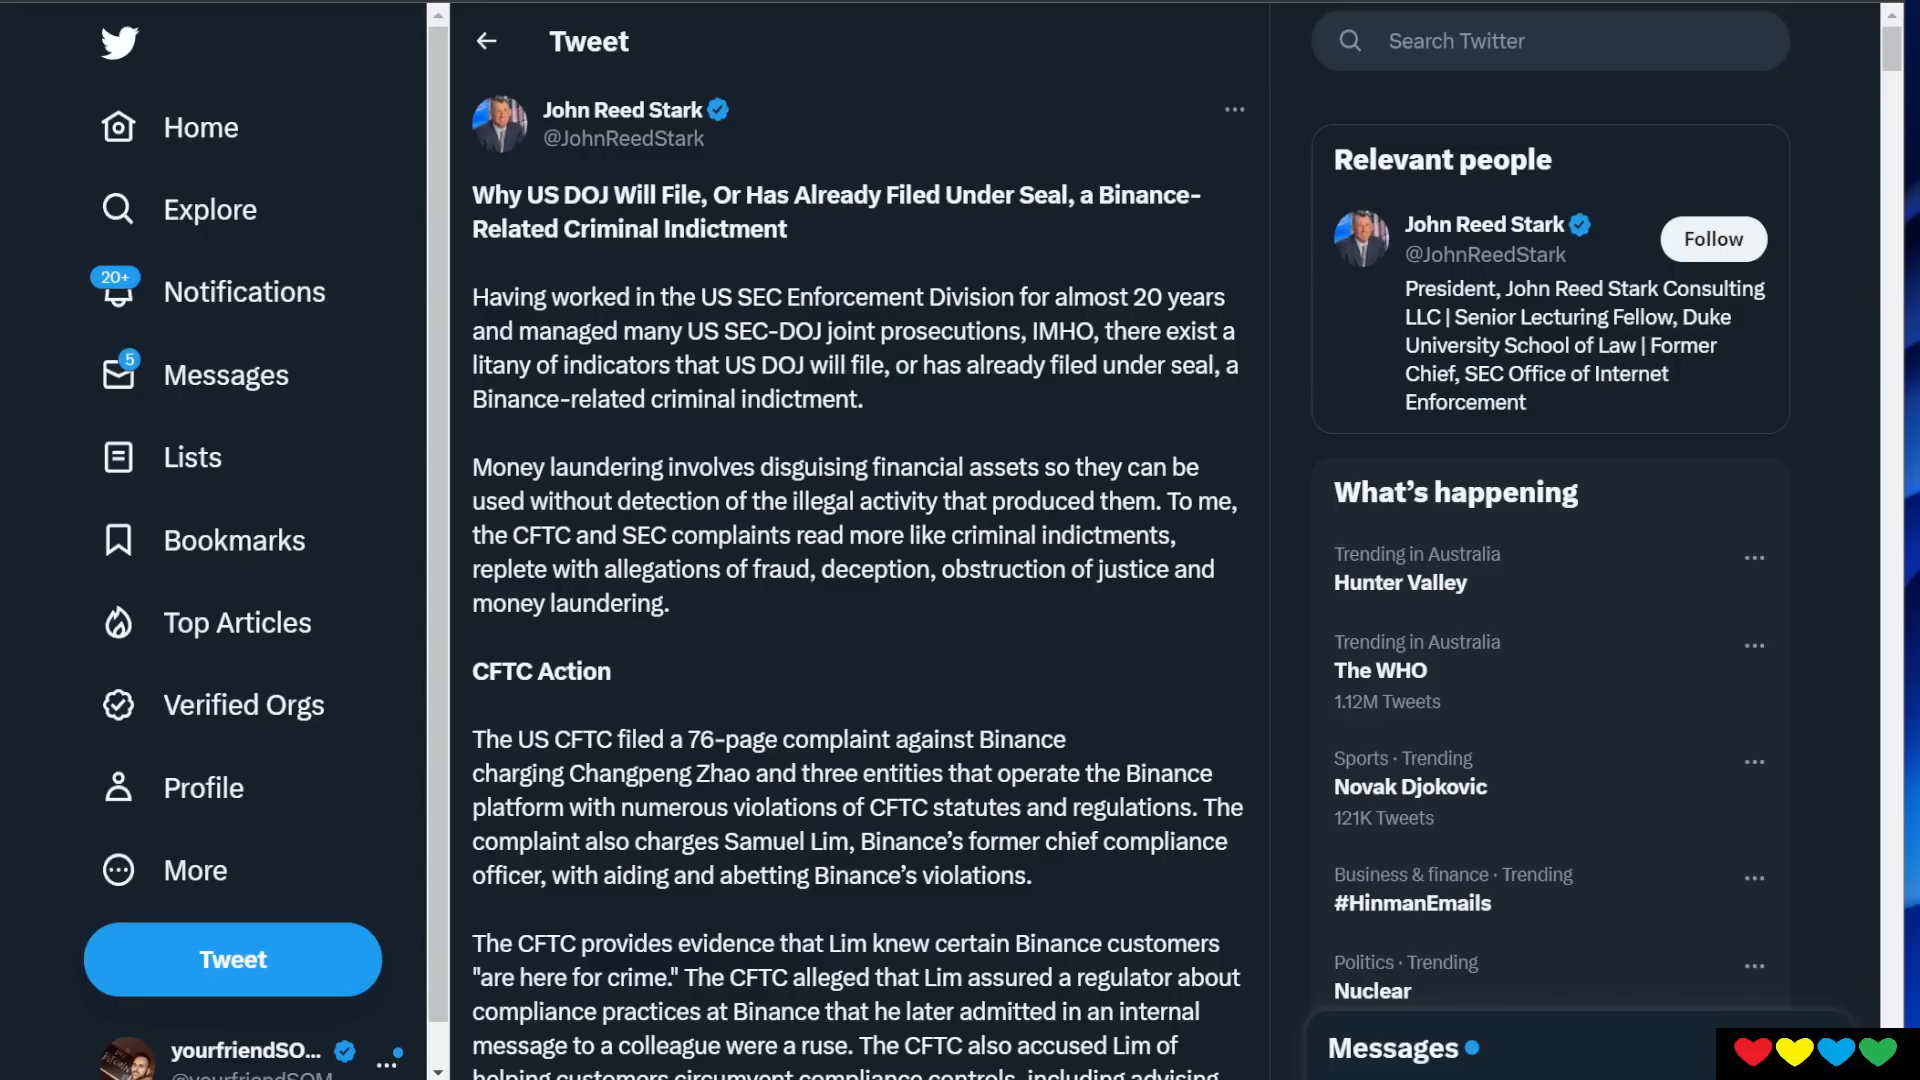 Home
Explore
20+
Notifications
5
Messages
Lists
Bookmarks
Top Articles
Verified Orgs
Profile
More
Tweet
yourfriendSO...
@yourfriendSOM
Tweet
John Reed Stark
@JohnReedStark
Why US DOJ Will File, Or Has Already Filed Under Seal, a Binance-
Related Criminal Indictment
Having worked in the US SEC Enforcement Division for almost 20 years
and managed many US SEC-DOJ joint prosecutions, IMHO, there exist a
litany of indicators that US DOJ will file, or has already filed under seal, a
Binance-related criminal indictment.
Money laundering involves disguising financial assets so they can be
used without detection of the illegal activity that produced them. To me,
the CFTC and SEC complaints read more like criminal indictments,
replete with allegations of fraud, deception, obstruction of justice and
money laundering.
CFTC Action
The US CFTC filed a 76-page complaint against Binance
charging Changpeng Zhao and three entities that operate the Binance
platform with numerous violations of CFTC statutes and regulations. The
complaint also charges Samuel Lim, Binance’s former chief compliance
officer, with aiding and abetting Binance’s violations.
The CFTC provides evidence that Lim knew certain Binance customers
"are here for crime." The CFTC alleged that Lim assured a regulator about
compliance practices at Binance that he later admitted in an internal
message to a colleague were a ruse. The CFTC also accused Lim of
helping customers circumvent compliance controls, including advising
Search Twitter
Relevant people
John Reed Stark
@JohnReedStark
Follow
President, John Reed Stark Consulting
LLC | Senior Lecturing Fellow, Duke
University School of Law | Former
Chief, SEC Office of Internet
Enforcement
What’s happening
Trending in Australia
Hunter Valley
Trending in Australia
The WHO
1.12M Tweets
Sports · Trending
Novak Djokovic
121K Tweets
Business & finance · Trending
#HinmanEmails
Politics · Trending
Nuclear
Messages